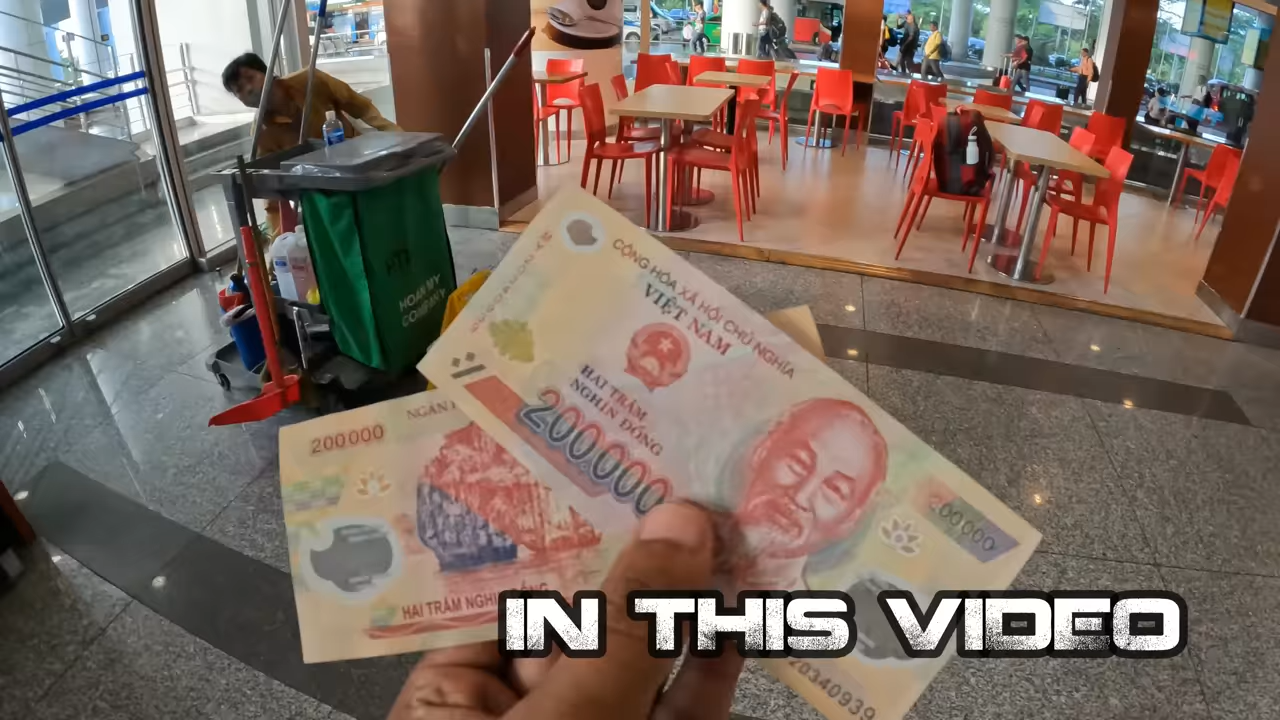 HOAN MY
COMPANY
CỘNG HÒA XÃ HỘI CHỦ NGHĨA
VIỆT NAM
HAI TRĂM
NGHÌN ĐỒNG
200.000
200000
20340939
200000
HAI TRĂM NGHÌN ĐỒNG
IN THIS VIDEO